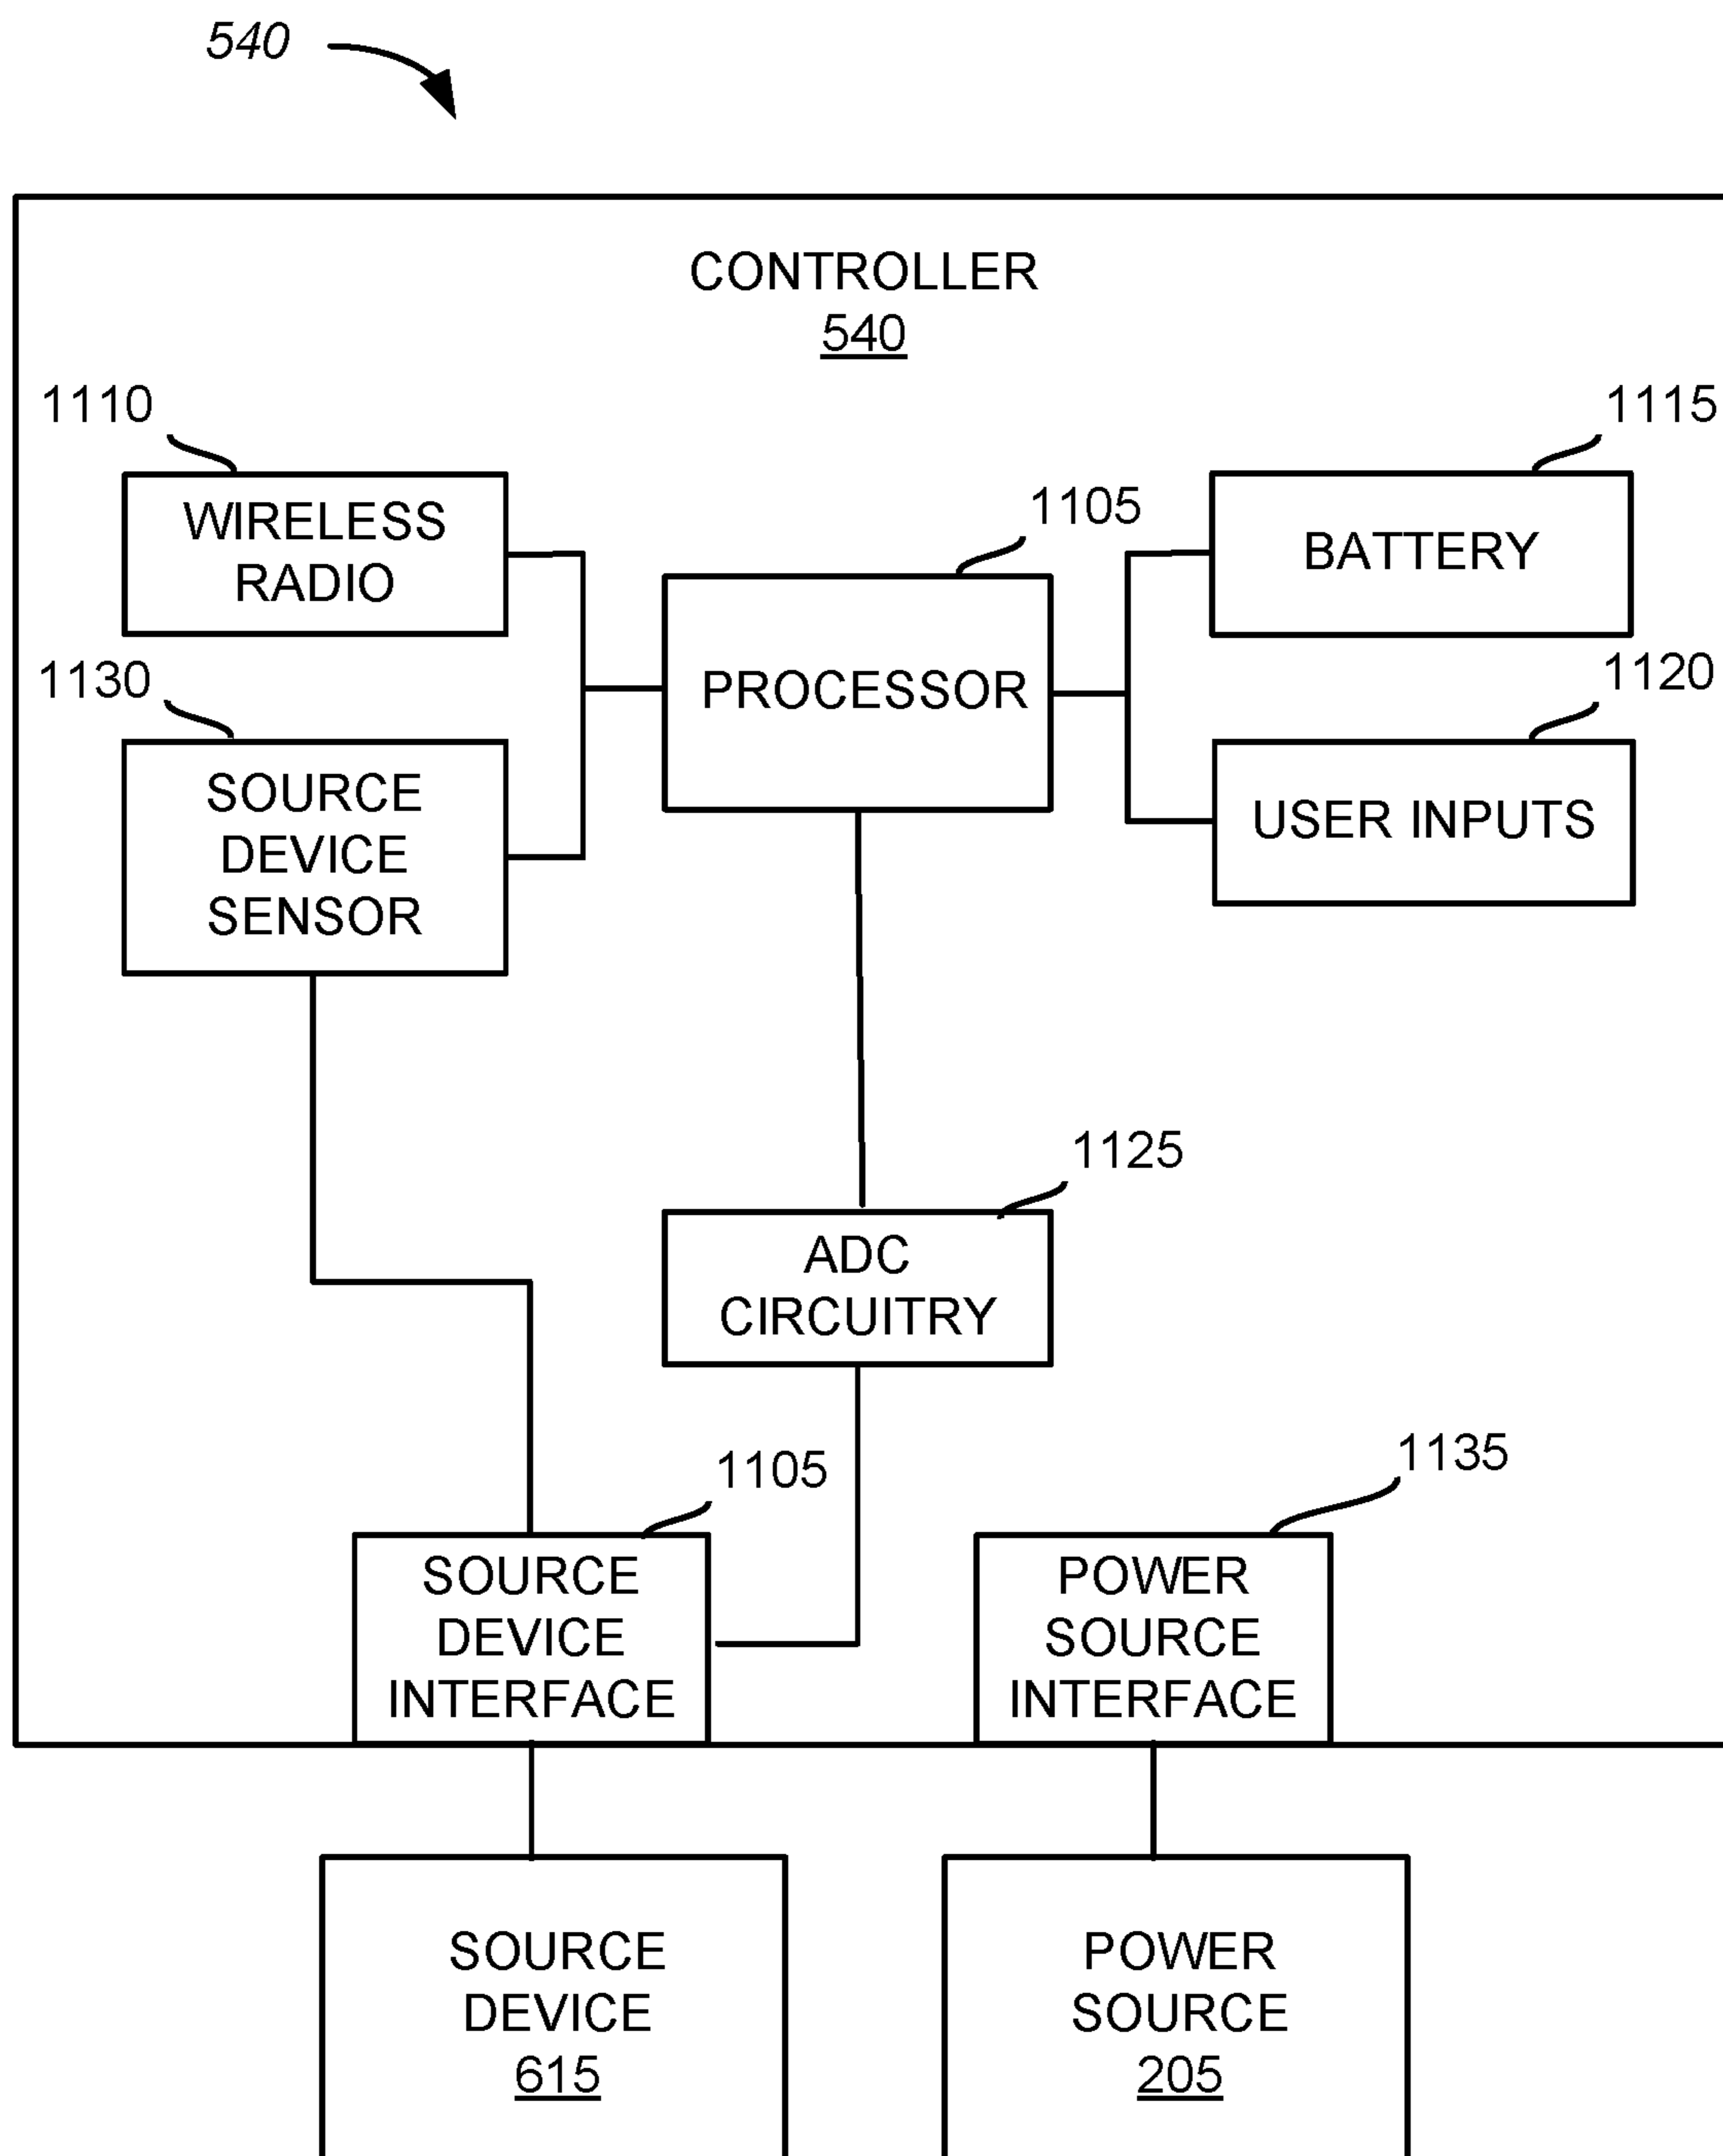 540
CONTROLLER
540
1110
1115
WIRELESS
RADIO
1105
BATTERY
1130
PROCESSOR
1120
SOURCE
DEVICE
SENSOR
USER INPUTS
1125
ADC
CIRCUITRY
1105
1135
SOURCE
DEVICE
INTERFACE
POWER
SOURCE
INTERFACE
SOURCE
DEVICE
615
POWER
SOURCE
205